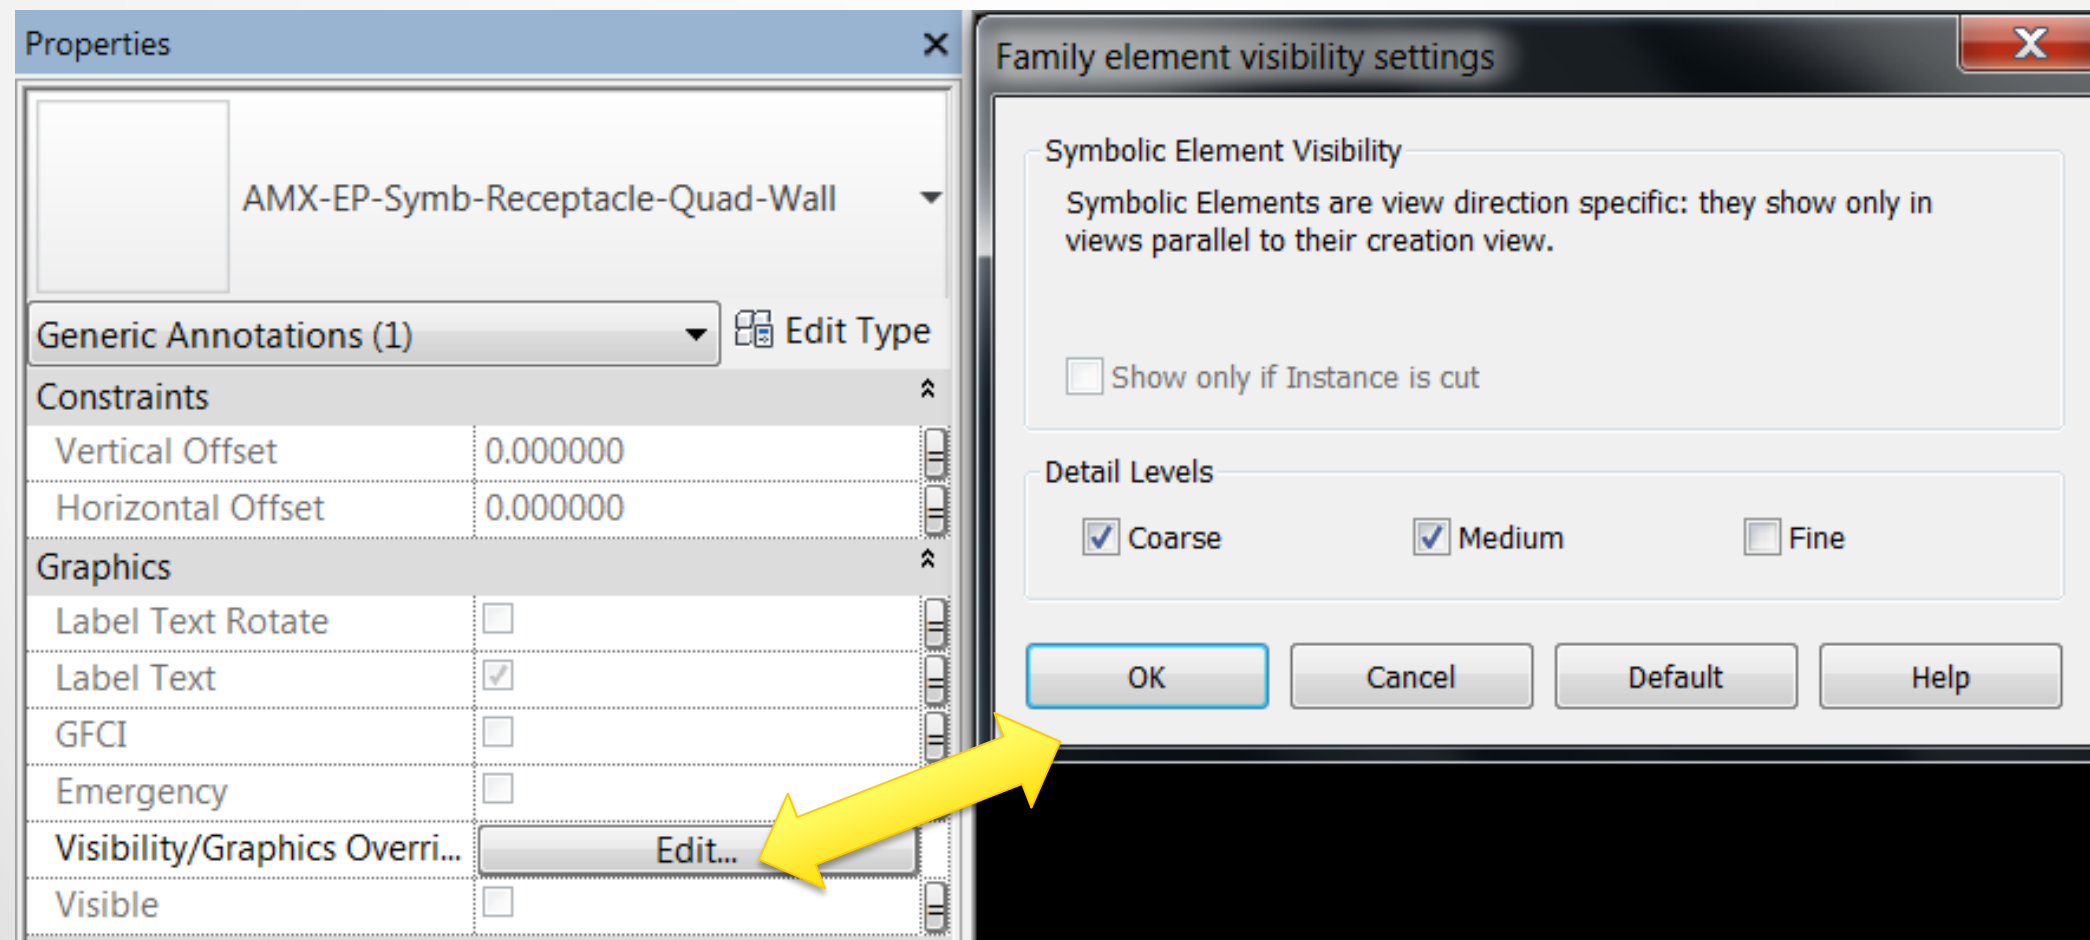 Properties
AMX-EP-Symb-Receptacle-Quad-Wall
Generic Annotations (1)
Edit Type
Constraints
Vertical Offset 0.000000
Horizontal Offset 0.000000
Graphics
Label Text Rotate
Label Text
GFCI
Emergency
Visibility/Graphics Overri... Edit...
Visible
Family element visibility settings
Symbolic Element Visibility
Symbolic Elements are view direction specific: they show only in
views parallel to their creation view.
Show only if Instance is cut
Detail Levels
Coarse Medium Fine
OK Cancel Default Help